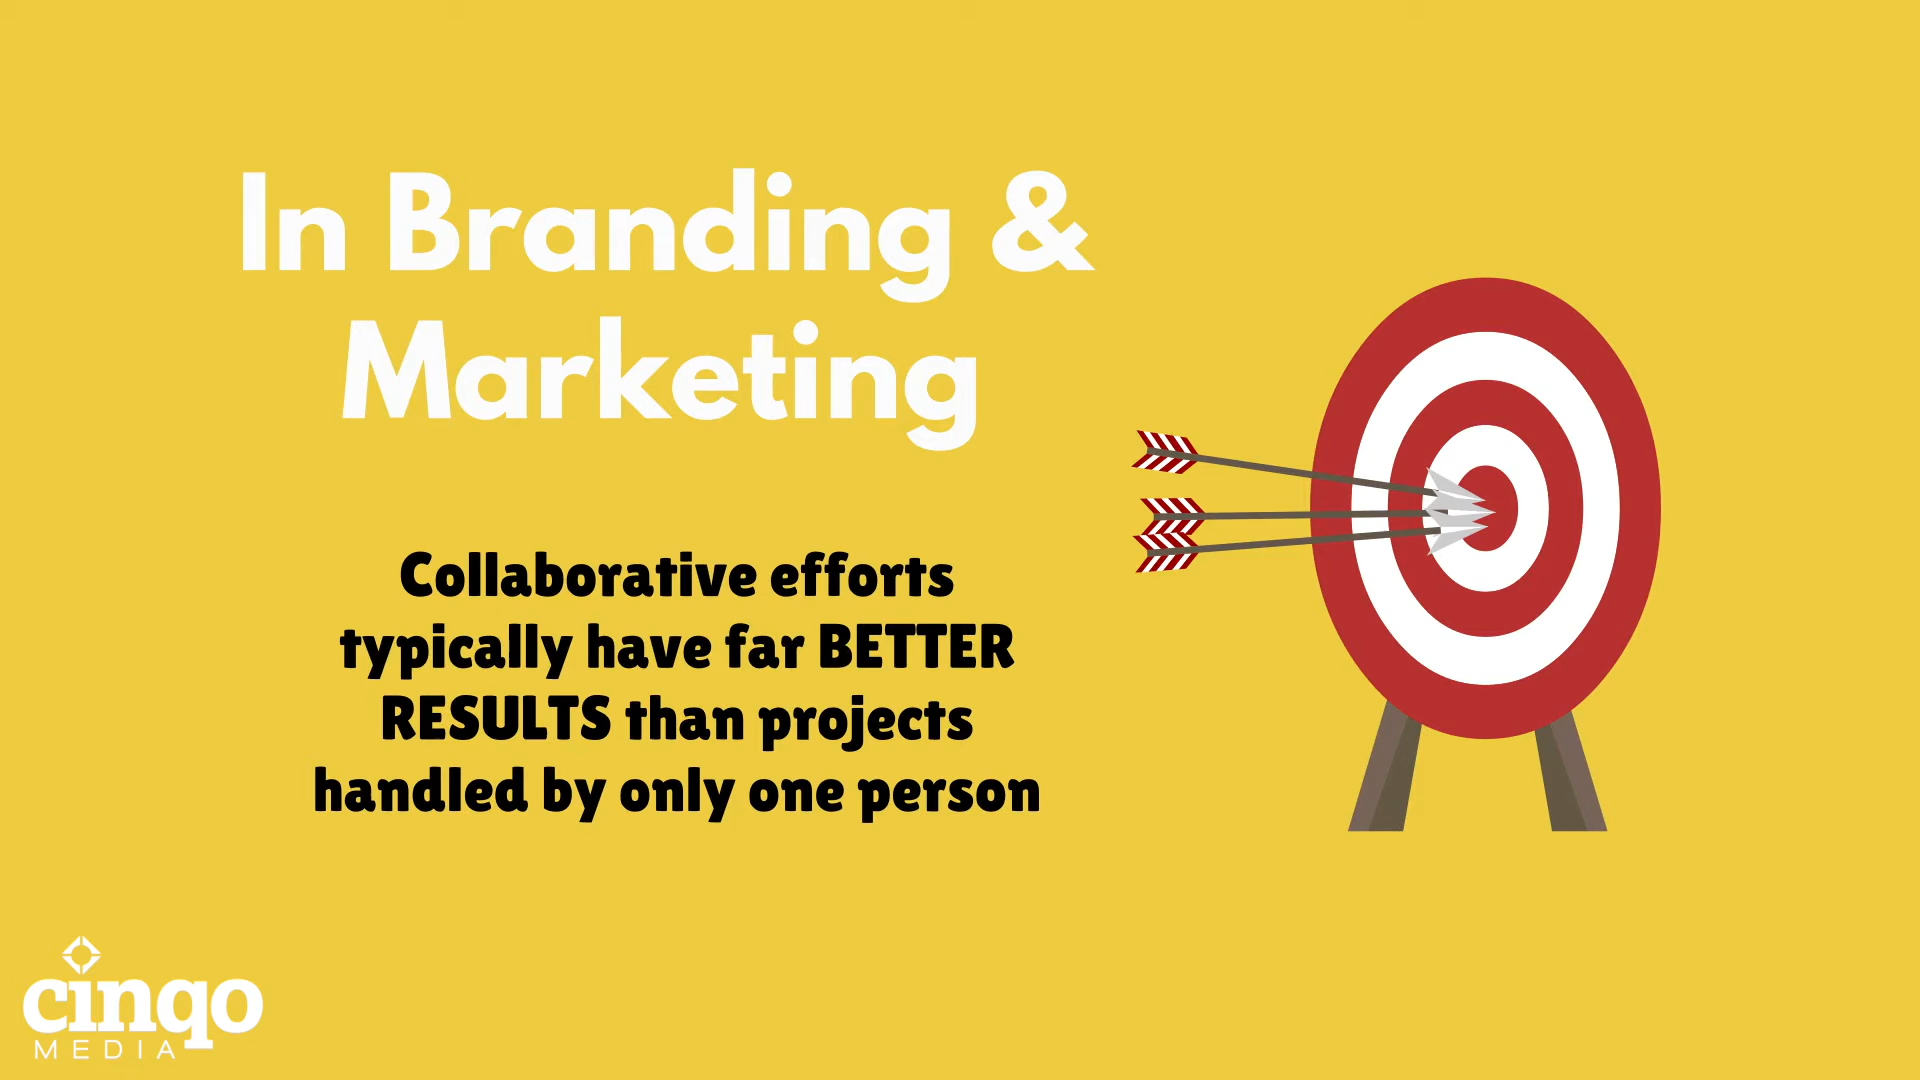 In Branding &
Marketing
Collaborative efforts
typically have far BETTER
RESULTS than projects
handled by only one person
cinqo
MEDIA